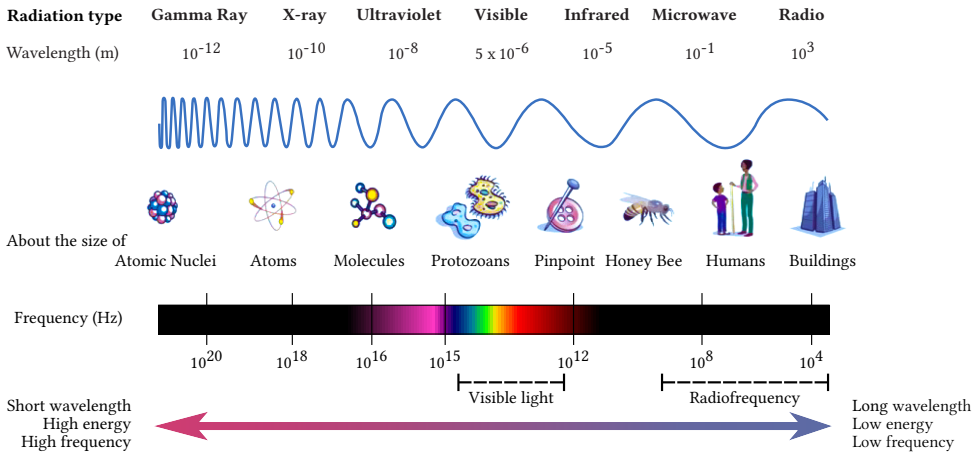 Radiation type Gamma Ray X-ray Ultraviolet Visible Infrared Microwave Radio
Wavelength (m) 10⁻¹² 10⁻¹⁰ 10⁻⁸ 5 x 10⁻⁶ 10⁻⁵ 10⁻¹ 10³
About the size of
Atomic Nuclei Atoms Molecules Protozoans Pinpoint Honey Bee Humans Buildings
Frequency (Hz)
10²⁰ 10¹⁸ 10¹⁶ 10¹⁵ 10¹² 10⁸ 10⁴
Visible light Radiofrequency
Short wavelength
High energy
High frequency
Long wavelength
Low energy
Low frequency